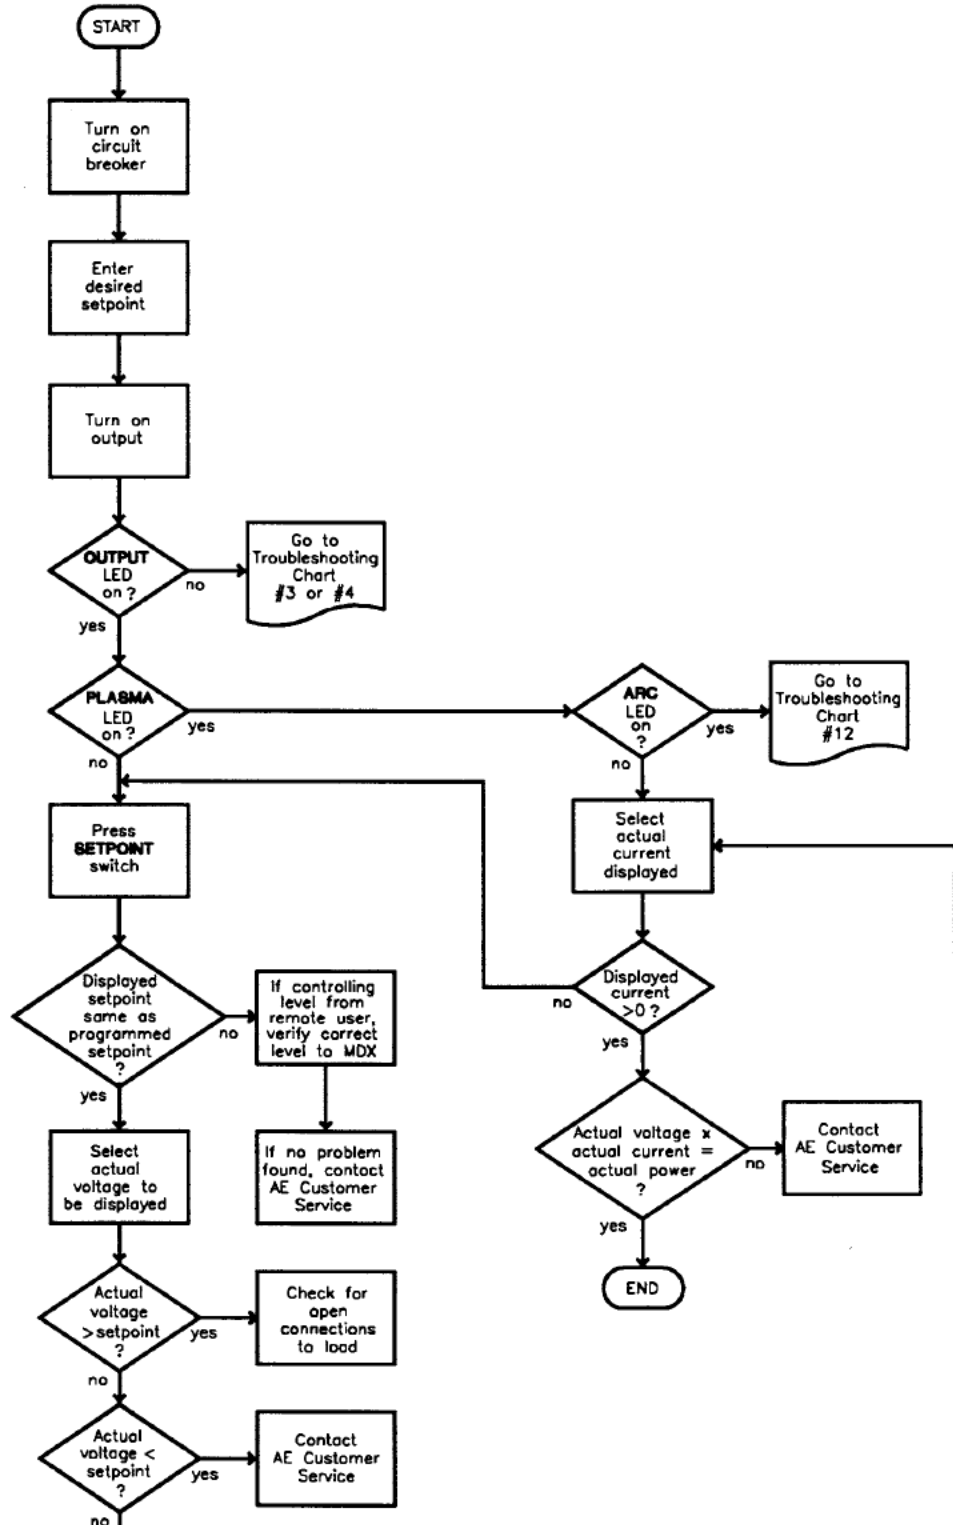 START
Turn on
circuit
breaker
Enter
desired
setpoint
Turn on
output
OUTPUT
LED
on ?
no
Go to
Troubleshooting
Chart
#3 or #4
yes
PLASMA
LED
on ?
yes
no
ARC
LED
on
?
yes
Go to
Troubleshooting
Chart
#12
no
Press
SETPOINT
switch
Select
actual
current
displayed
Displayed
setpoint
same as
programmed
setpoint
?
no
If controlling
level from
remote user,
verify correct
level to MDX
If no problem
found, contact
AE Customer
Service
yes
Displayed
current
>0 ?
no
yes
Select
actual
voltage to
be displayed
Actual voltage x
actual current =
actual power
?
no
Contact
AE Customer
Service
yes
END
Actual
voltage
>setpoint
?
yes
Check for
open
connections
to load
no
Actual
voltage <
setpoint
?
yes
Contact
AE Customer
Service
no